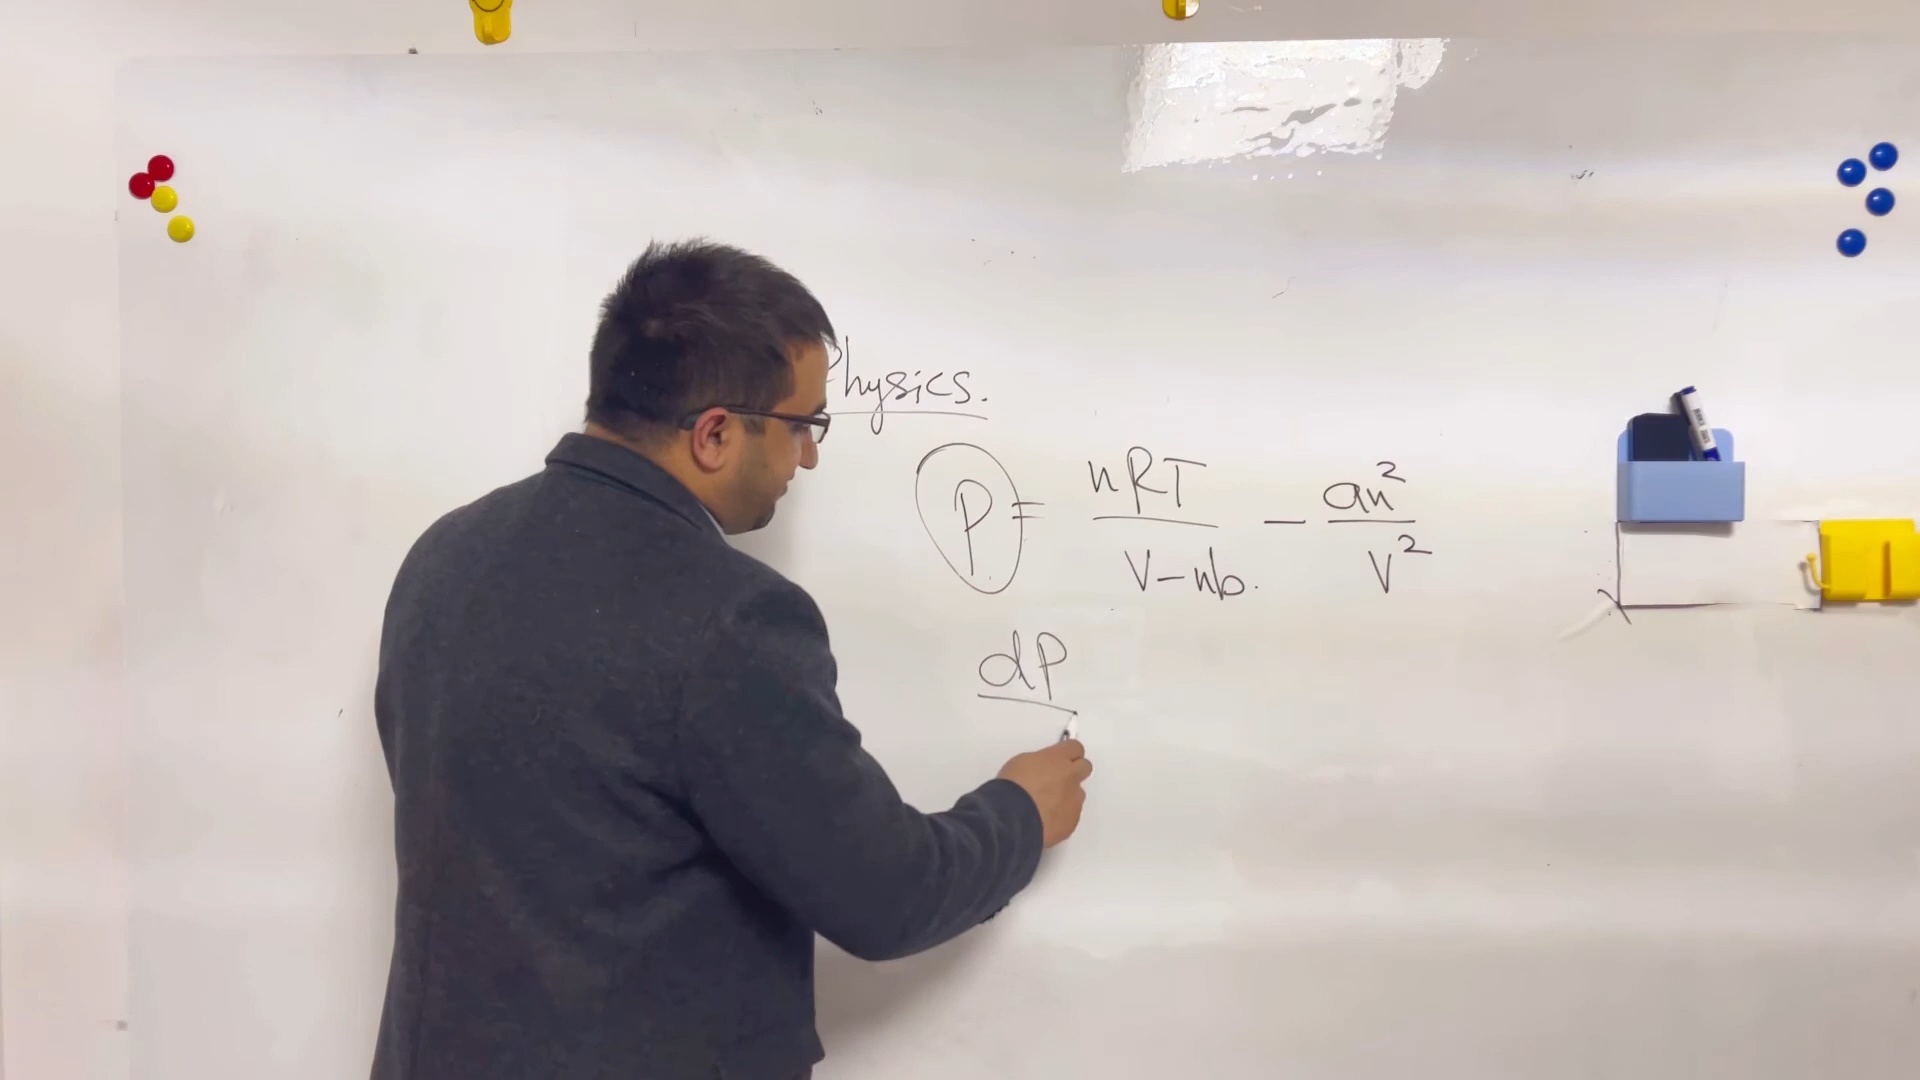 Physics.
P = nRT / V-nb. - an² / V²
dP